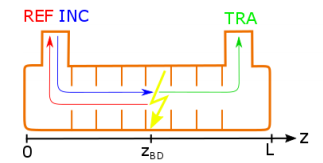 REF INC TRA
0 z_BD L z